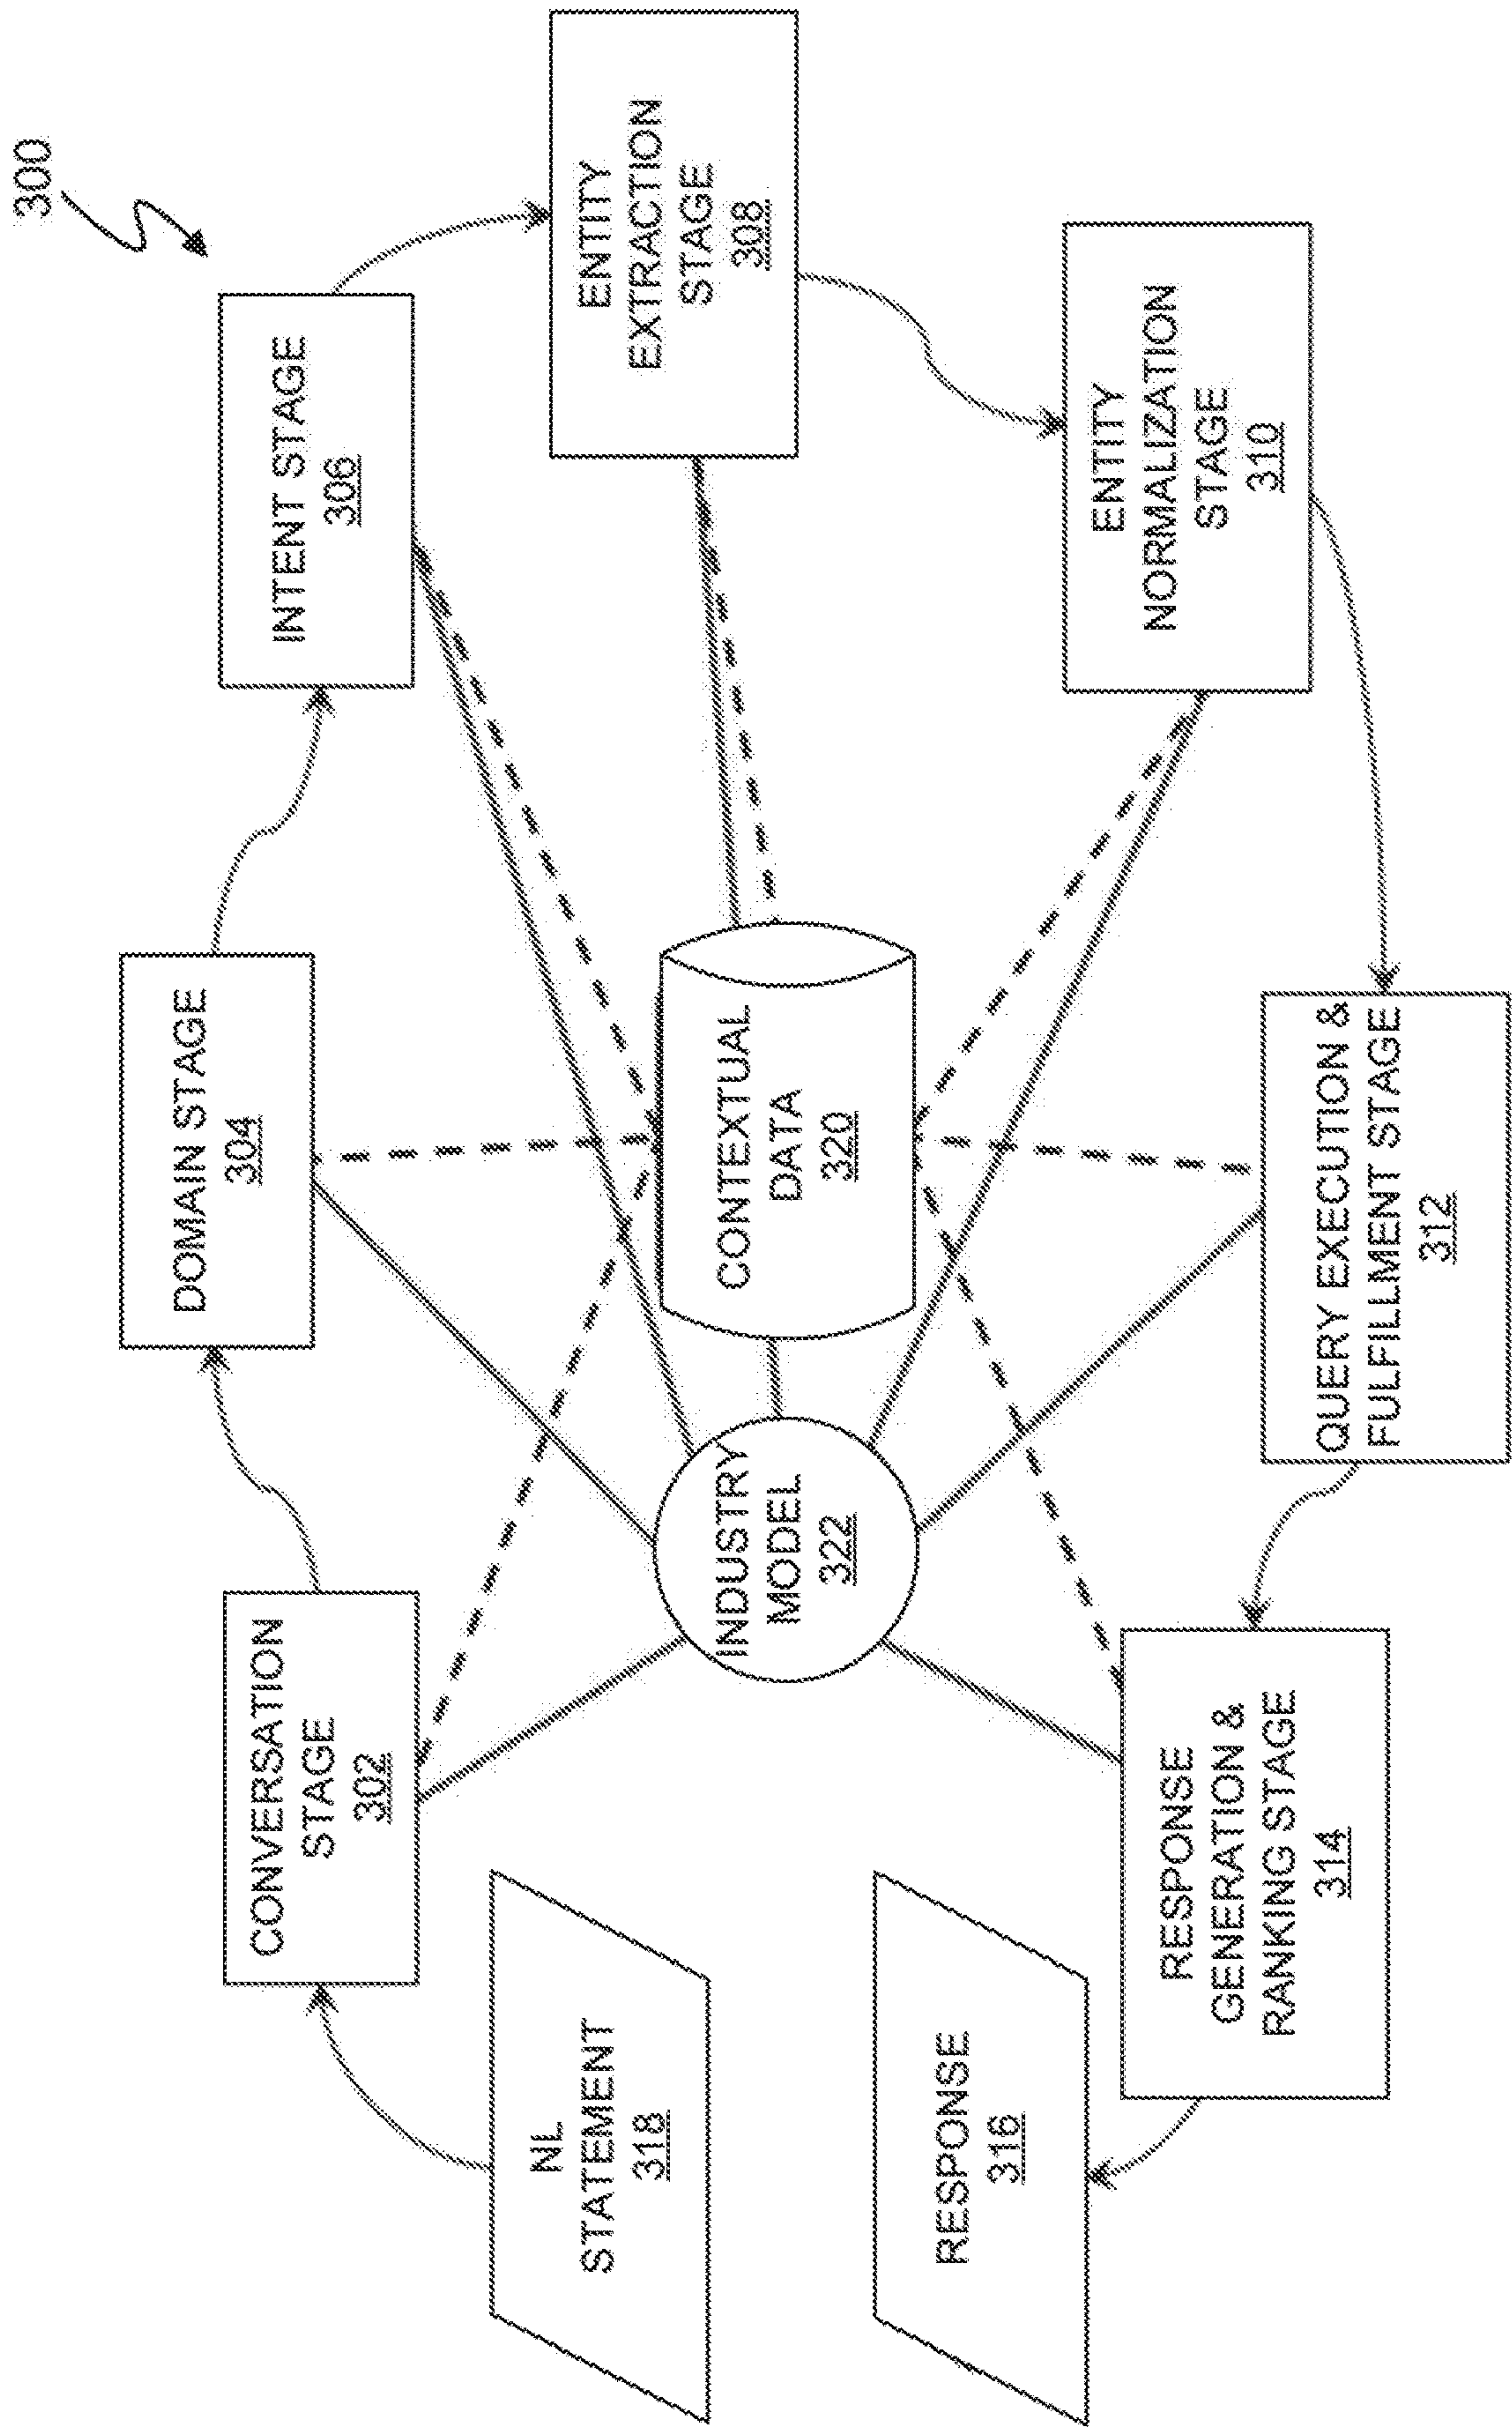 300
NL
STATEMENT
318
CONVERSATION
STAGE
302
DOMAIN STAGE
304
INTENT STAGE
306
ENTITY
EXTRACTION
STAGE
308
ENTITY
NORMALIZATION
STAGE
310
QUERY EXECUTION &
FULFILLMENT STAGE
312
RESPONSE
GENERATION &
RANKING STAGE
314
RESPONSE
316
INDUSTRY
MODEL
322
CONTEXTUAL
DATA
320